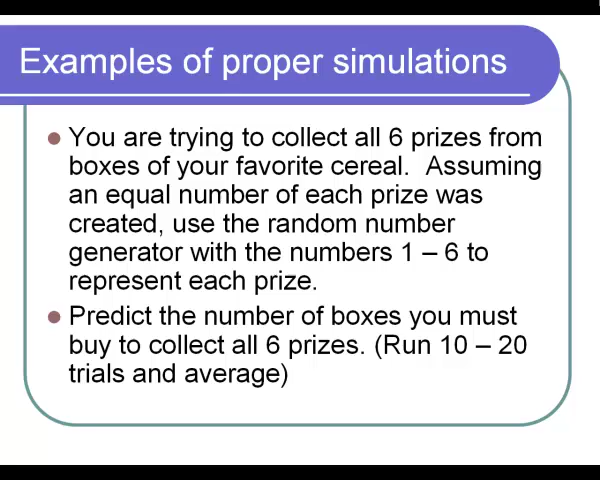 Examples of proper simulations
You are trying to collect all 6 prizes from
boxes of your favorite cereal.  Assuming
an equal number of each prize was
created, use the random number
generator with the numbers 1 – 6 to
represent each prize.
Predict the number of boxes you must
buy to collect all 6 prizes. (Run 10 – 20
trials and average)